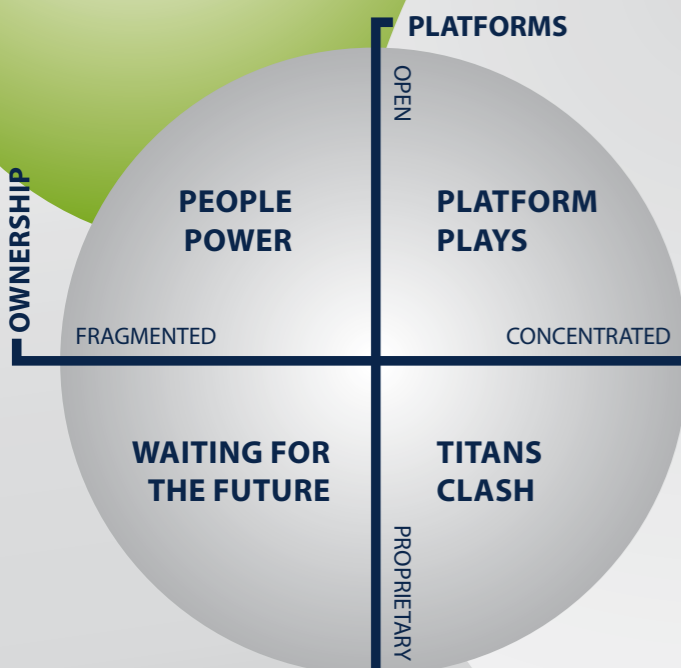 PLATFORMS
OPEN
PEOPLE
POWER
PLATFORM
PLAYS
OWNERSHIP
FRAGMENTED
CONCENTRATED
WAITING FOR
THE FUTURE
TITANS
CLASH
PROPRIETARY